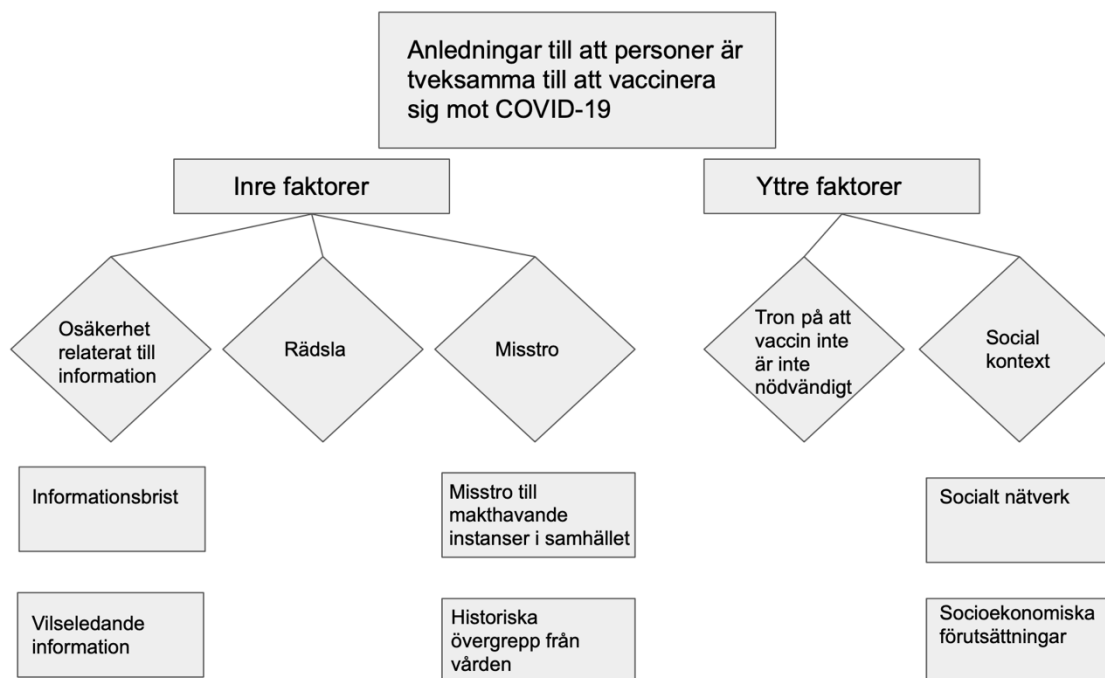 Anledningar till att personer är
tveksamma till att vaccinera
sig mot COVID-19
Inre faktorer
Yttre faktorer
Osäkerhet
relaterat till
information
Rädsla
Misstro
Tron på att
vaccin inte
är inte
nödvändigt
Social
kontext
Informationsbrist
Misstro till
makthavande
instanser i samhället
Socialt nätverk
Vilseledande
information
Historiska
övergrepp från
vården
Socioekonomiska
förutsättningar